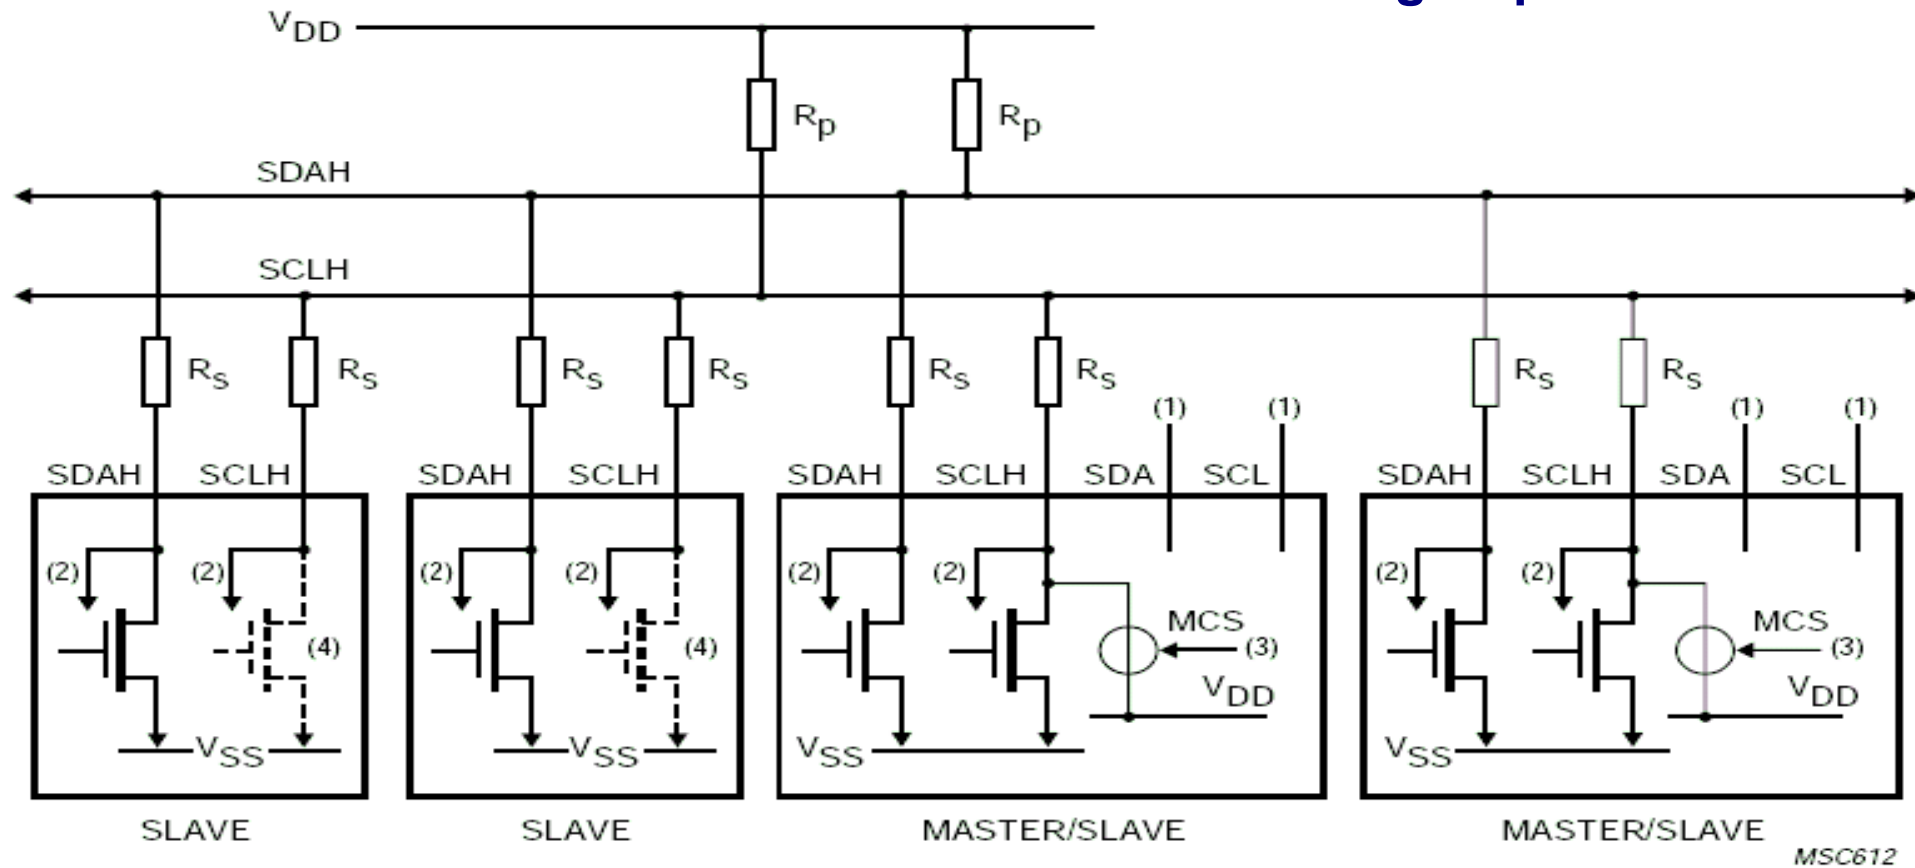 VDD
Rp Rp
SDAH
SCLH
Rs Rs Rs Rs Rs Rs Rs Rs
(1) (1) (1) (1)
SDAH SCLH SDAH SCLH SDAH SCLH SDA SCL SDAH SCLH SDA SCL
(2) (2) (2) (2) (2) (2) (2) (2)
MCS MCS
(4) (4) (3) (3)
VDD VDD
VSS VSS VSS VSS
SLAVE SLAVE MASTER/SLAVE MASTER/SLAVE
MSC612